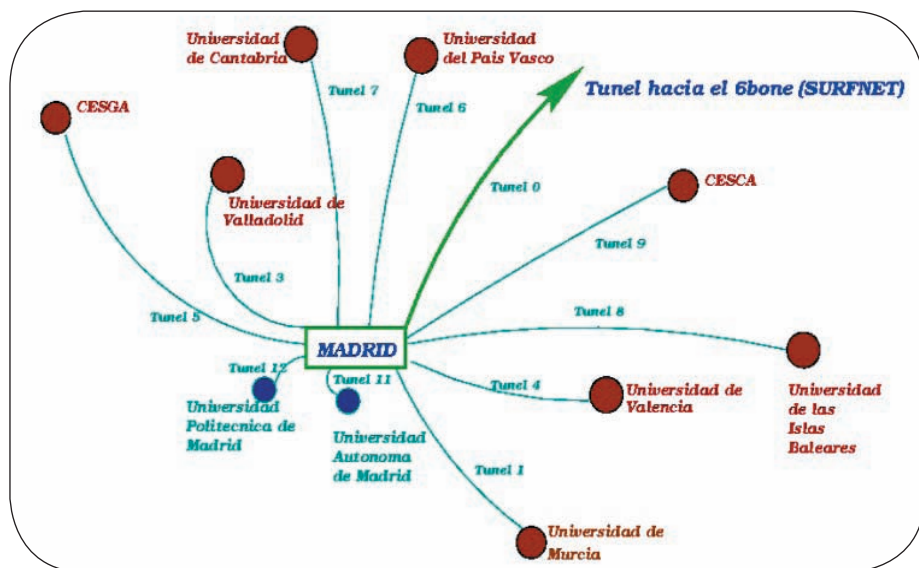 Universidad
de Cantabria
Universidad
del Pais Vasco
Tunel hacia el 6bone (SURFNET)
Tunel 7
Tunel 6
CESGA
Tunel 0
CESCA
Universidad de
Valladolid
Tunel 9
Tunel 3
Tunel 5
Tunel 8
MADRID
Tunel 12
Tunel 11
Tunel 4
Universidad de
Valencia
Universidad
de las
Islas
Baleares
Universidad
Politecnica de
Madrid
Universidad
Autonoma
de Madrid
Tunel 1
Universidad de
Murcia